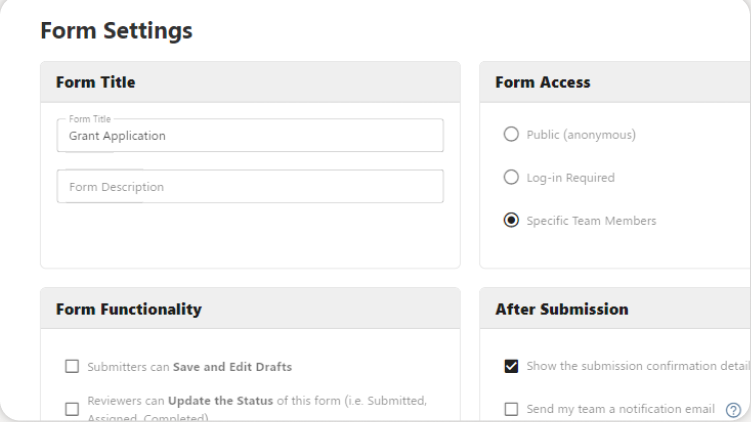 Form Settings
Form Title
Form Title
Grant Application
Form Description
Form Access
Public (anonymous)
Log-in Required
Specific Team Members
Form Functionality
Submitters can Save and Edit Drafts
Reviewers can Update the Status of this form (i.e. Submitted,
Assigned, Completed)
After Submission
Show the submission confirmation detail
Send my team a notification email